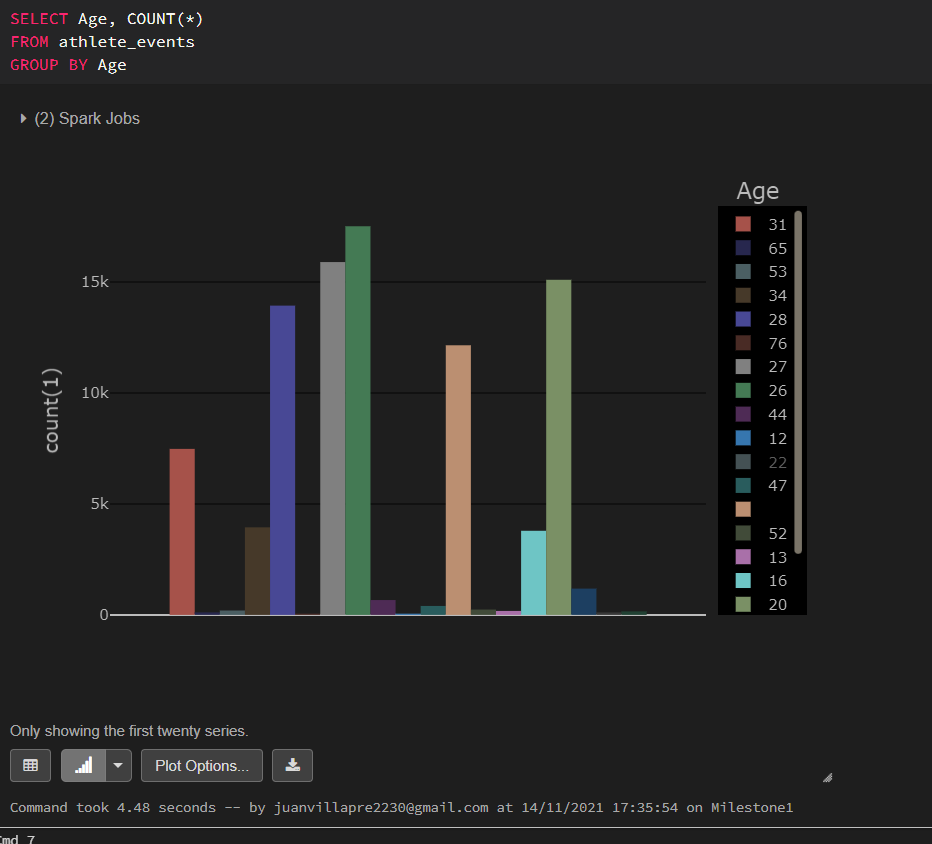 SELECT Age, COUNT(*)
FROM athlete_events
GROUP BY Age
(2) Spark Jobs
Age
31
65
53
34
28
76
27
26
44
12
22
47
52
13
16
20
15k
10k
5k
0
count(1)
Only showing the first twenty series.
Plot Options...
Command took 4.48 seconds -- by juanvillapre2230@gmail.com at 14/11/2021 17:35:54 on Milestone1
Cmd 7